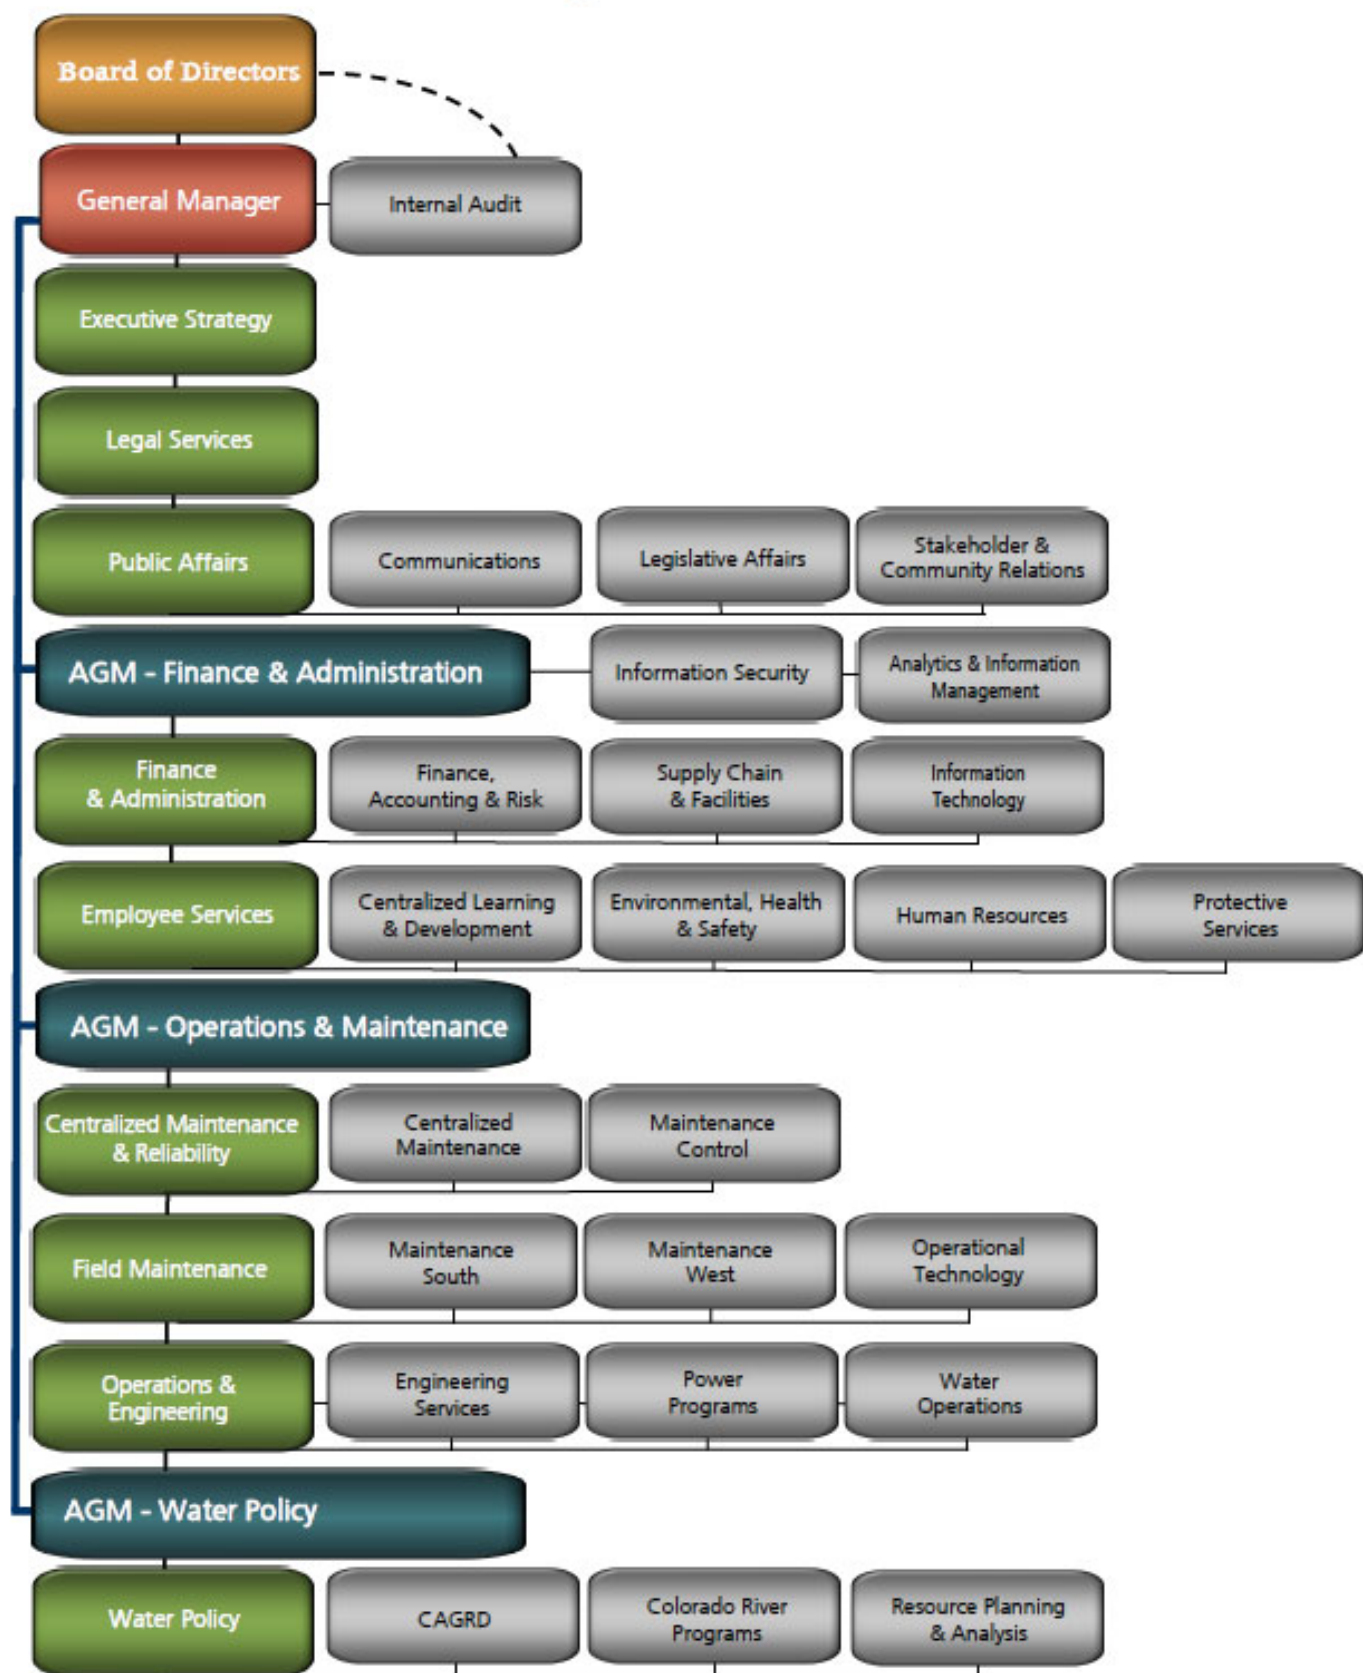 Board of Directors
General Manager
Internal Audit
Executive Strategy
Legal Services
Public Affairs
Communications
Legislative Affairs
Stakeholder &
Community Relations
AGM - Finance & Administration
Information Security
Analytics & Information
Management
Finance
& Administration
Finance,
Accounting & Risk
Supply Chain
& Facilities
Information
Technology
Employee Services
Centralized Learning
& Development
Environmental, Health
& Safety
Human Resources
Protective
Services
AGM - Operations & Maintenance
Centralized Maintenance
& Reliability
Centralized
Maintenance
Maintenance
Control
Field Maintenance
Maintenance
South
Maintenance
West
Operational
Technology
Operations &
Engineering
Engineering
Services
Power
Programs
Water
Operations
AGM - Water Policy
Water Policy
CAGRD
Colorado River
Programs
Resource Planning
& Analysis